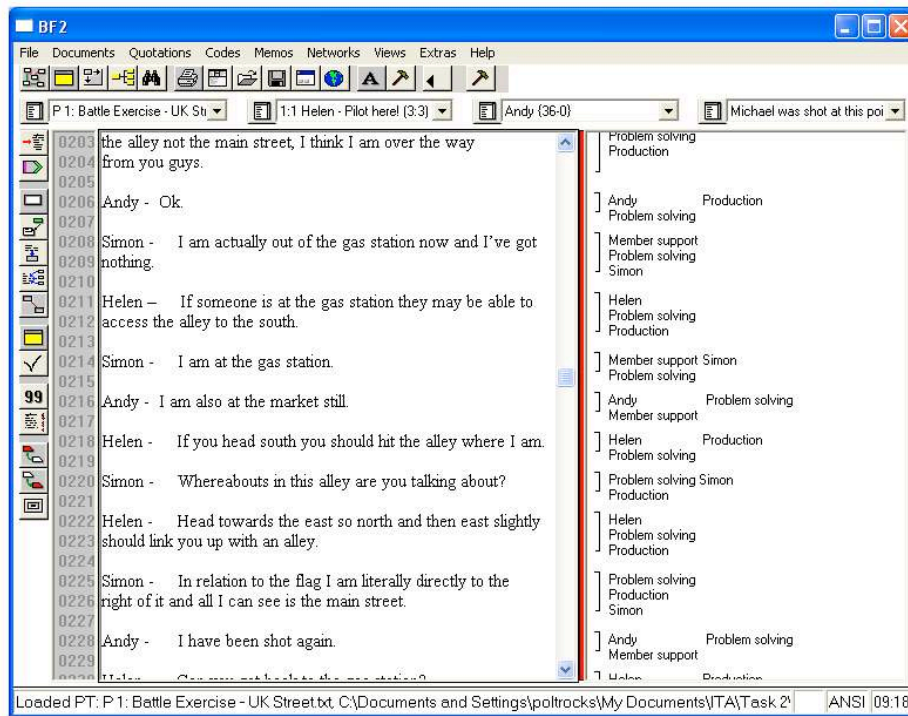 BF2
File Documents Quotations Codes Memos Networks Views Extras Help
A
P 1: Battle Exercise - UK Str
1:1 Helen - Pilot here! (3:3)
Andy {36-0}
Michael was shot at this poi
0203 the alley not the main street, I think I am over the way
Problem solving
Production
0204 from you guys.
0205
0206 Andy - Ok.
Andy Production
Problem solving
0207
0208 Simon - I am actually out of the gas station now and I've got
Member support
Problem solving
Simon
0209 nothing.
0210
0211 Helen – If someone is at the gas station they may be able to
Helen
Problem solving
Production
0212 access the alley to the south.
0213
0214 Simon - I am at the gas station.
Member support Simon
Problem solving
0215
0216 Andy - I am also at the market still.
Andy Problem solving
Member support
0217
0218 Helen - If you head south you should hit the alley where I am.
Helen Production
Problem solving
0219
0220 Simon - Whereabouts in this alley are you talking about?
Problem solving Simon
Production
0221
0222 Helen - Head towards the east so north and then east slightly
Helen
Problem solving
Production
0223 should link you up with an alley.
0224
0225 Simon - In relation to the flag I am literally directly to the
Problem solving
Production
Simon
0226 right of it and all I can see is the main street.
0227
0228 Andy - I have been shot again.
Andy Problem solving
Member support
0229
99
Loaded PT: P 1: Battle Exercise - UK Street.txt, C:\Documents and Settings\poltrocks\My Documents\ITA\Task 2\
ANSI 09:18